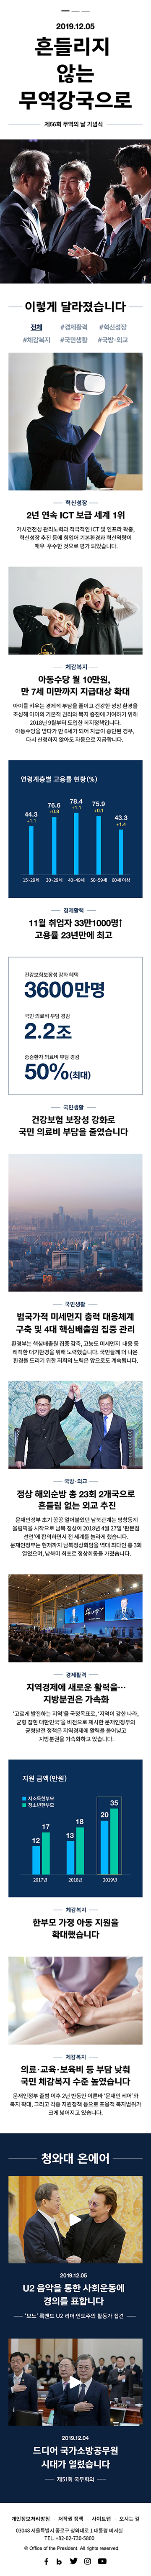 2019.12.05
흔들리지
않는
무역강국으로
제56회 무역의 날 기념식
이렇게 달라졌습니다
전체 #경제활력 #혁신성장
#체감복지 #국민생활 #국방·외교
혁신성장
2년 연속 ICT 보급 세계 1위
거시건전성 관리노력과 적극적인 ICT 및 인프라 확충,
혁신성장 추진 등에 힘입어 기본환경과 혁신역량이
매우 우수한 것으로 평가 되었습니다.
체감복지
아동수당 월 10만원,
만 7세 미만까지 지급대상 확대
아이를 키우는 경제적 부담을 줄이고 건강한 성장 환경을
조성해 아이의 기본적 권리와 복지 증진에 기여하기 위해
2018년 9월부터 도입된 복지정책입니다.
아동수당을 받다가 만 6세가 되어 지급이 중단된 경우,
다시 신청하지 않아도 자동으로 지급합니다.
연령계층별 고용률 현황(%)
44.3 76.6 78.4 75.9 43.3
+1.1 +0.8 +1.1 +0.1 +1.4
15~29세 30~39세 40~49세 50~59세 60세 이상
경제활력
11월 취업자 33만1000명↑
고용률 23년만에 최고
건강보험보장성 강화 혜택
3600만명
국민 의료비 부담 경감
2.2조
중증환자 의료비 부담 경감
50%(최대)
국민생활
건강보험 보장성 강화로
국민 의료비 부담을 줄였습니다
국민생활
범국가적 미세먼지 총력 대응체계
구축 및 4대 핵심배출원 집중 관리
환경부는 핵심배출원 집중 감축, 고농도 미세먼지 대응 등
쾌적한 대기환경을 위해 노력했습니다. 국민들께 더 나은
환경을 드리기 위한 저희의 노력은 앞으로도 계속됩니다.
국방·외교
정상 해외순방 총 23회 2개국으로
흔들림 없는 외교 추진
문재인정부 초기 꽁꽁 얼어붙었던 남북관계는 평창동계
올림픽을 시작으로 남북 정상이 2018년 4월 27일 '판문점
선언'에 합의하면서 전 세계를 놀라게 했습니다.
문재인정부는 현재까지 남북정상회담을 역대 최다인 총 3회
열었으며, 남북미 최초로 정상회동을 가졌습니다.
경제활력
지역경제에 새로운 활력을…
지방분권은 가속화
'고르게 발전하는 지역'을 국정목표로, '지역이 강한 나라,
균형 잡힌 대한민국'을 비전으로 제시한 문재인정부의
균형발전 정책은 지역경제에 활력을 불어넣고
지방분권을 가속화하고 있습니다.
지원 금액(만원)
저소득한부모
청소년한부모
12 17 13 18 20 35
2017년 2018년 2019년
체감복지
한부모 가정 아동 지원을
확대했습니다
체감복지
의료·교육·보육비 등 부담 낮춰
국민 체감복지 수준 높였습니다
문재인정부 출범 이후 2년 반동안 이른바 '문재인 케어'와
복지 확대, 그리고 각종 지원정책 등으로 포용적 복지범위가
크게 넓어지고 있습니다.
청와대 온에어
2019.12.05
U2 음악을 통한 사회운동에
경의를 표합니다
'보노' 록밴드 U2 리더·인도주의 활동가 접견
2019.12.04
드디어 국가소방공무원
시대가 열렸습니다
제51회 국무회의
개인정보처리방침 저작권 정책 사이트맵 오시는 길
03048 서울특별시 종로구 청와대로 1 대통령 비서실
TEL. +82-02-730-5800
© Office of the President. All rights reserved.